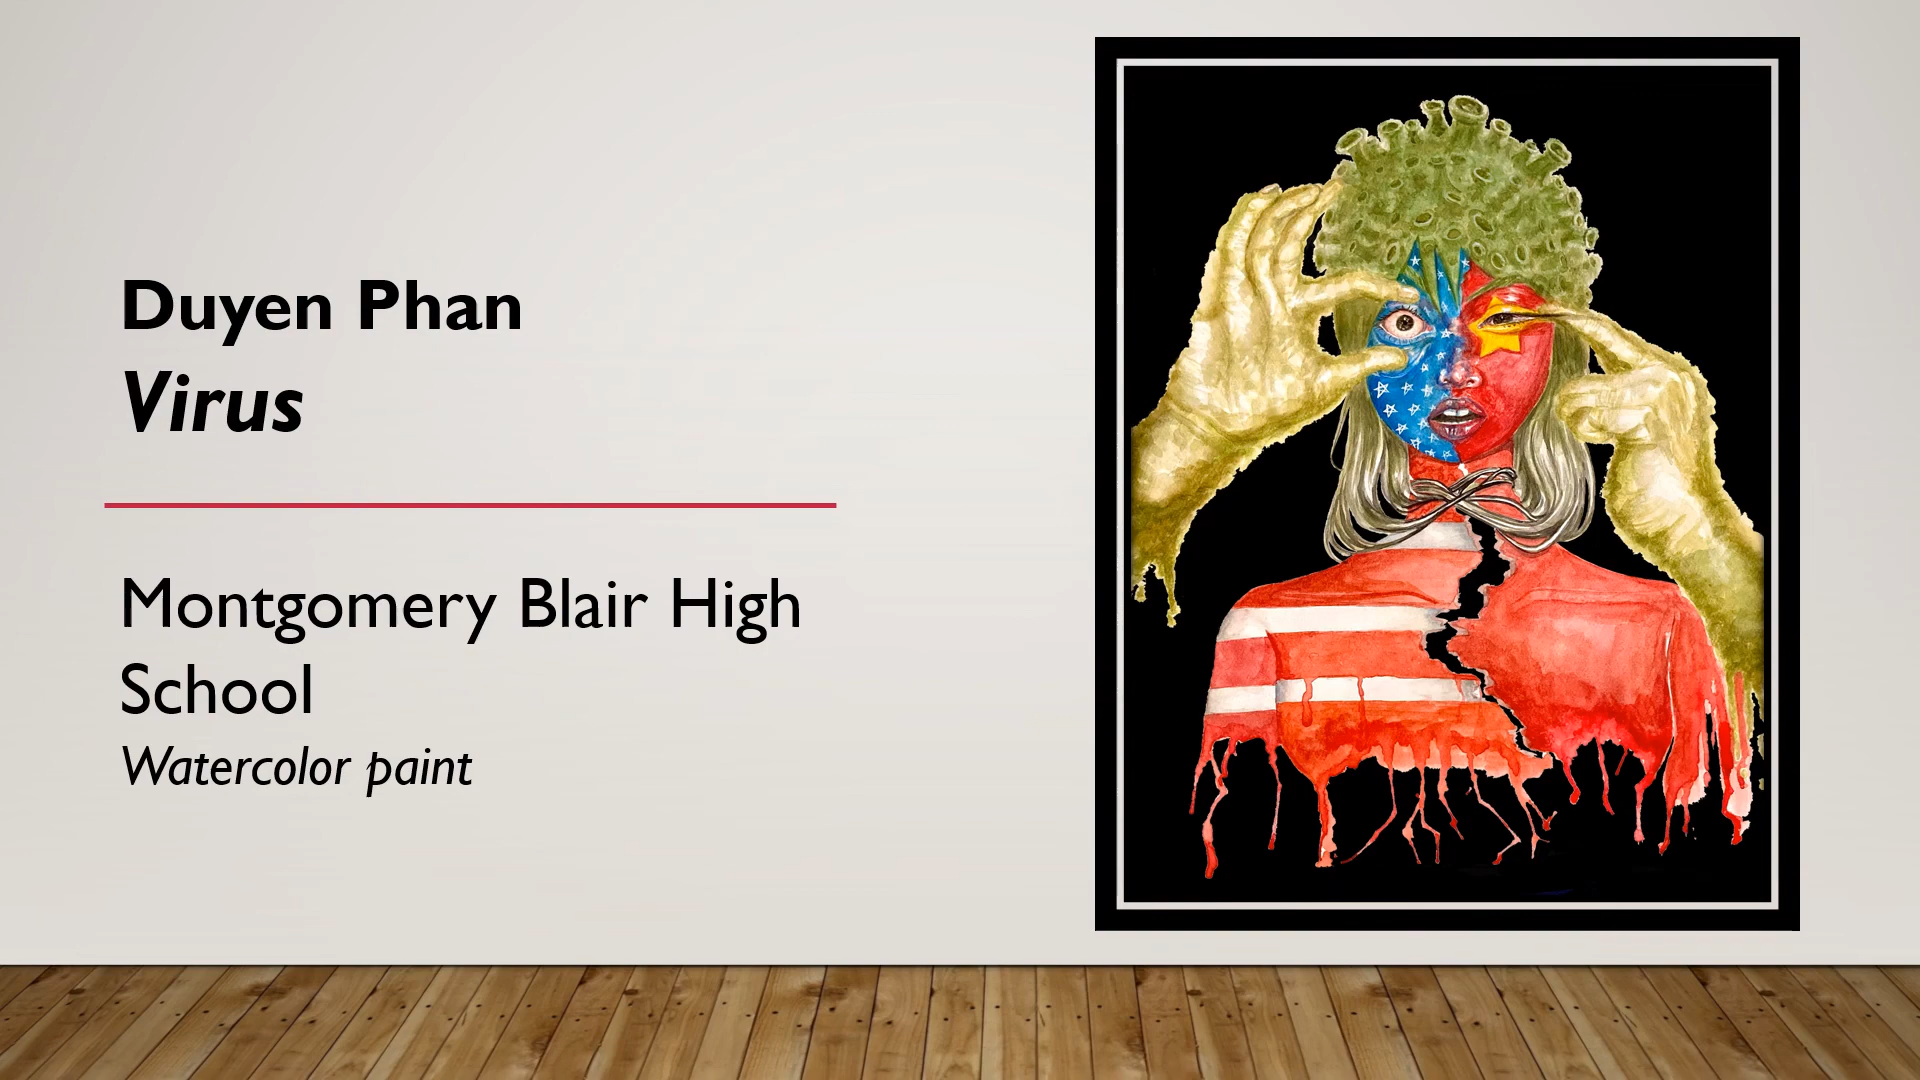 Duyen Phan
Virus
Montgomery Blair High
School
Watercolor paint